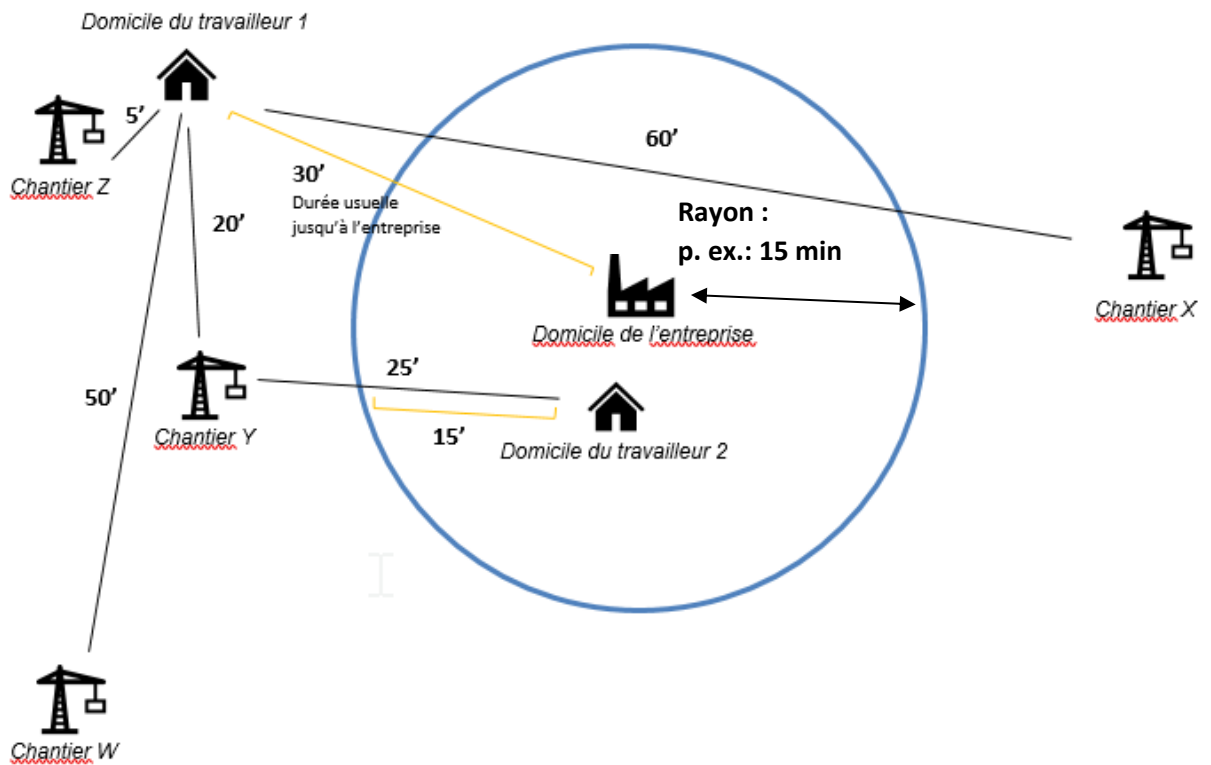 Domicile du travailleur 1
5’
Chantier Z
60’
30’
Durée usuelle
jusqu’à l’entreprise
20’
Rayon :
p. ex.: 15 min
Chantier X
Domicile de l’entreprise
25’
50’
Chantier Y
15’
Domicile du travailleur 2
Chantier W